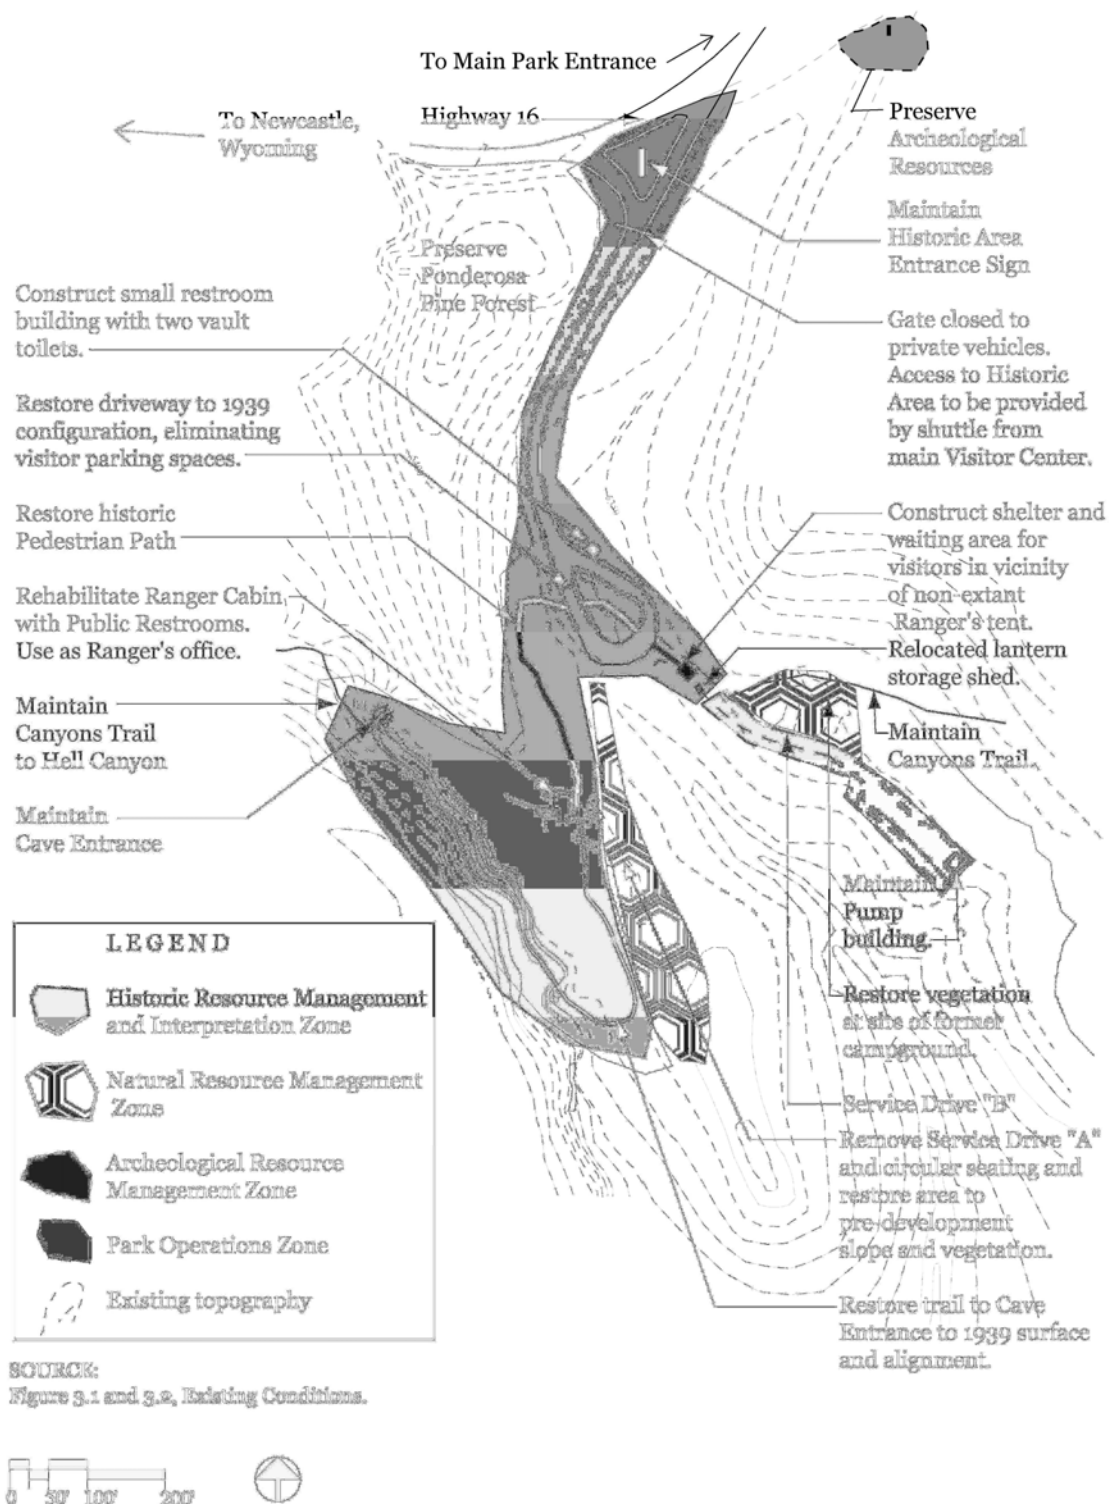 To Main Park Entrance
Highway 16
To Newcastle,
Wyoming
Preserve
Archeological
Resources
Maintain
Historic Area
Entrance Sign
Preserve
Ponderosa
Pine Forest
Construct small restroom
building with two vault
toilets.
Gate closed to
private vehicles.
Access to Historic
Area to be provided
by shuttle from
main Visitor Center.
Restore driveway to 1939
configuration, eliminating
visitor parking spaces.
Restore historic
Pedestrian Path
Construct shelter and
waiting area for
visitors in vicinity
of non-extant
Ranger's tent.
Rehabilitate Ranger Cabin
with Public Restrooms.
Use as Ranger's office.
Relocated lantern
storage shed.
Maintain
Canyons Trail
to Hell Canyon
Maintain
Canyons Trail.
Maintain
Cave Entrance
Maintain
Pump
building.
Restore vegetation
at site of former
campground.
Service Drive "B"
Remove Service Drive "A"
and circular seating and
restore area to
pre-development
slope and vegetation.
Restore trail to Cave
Entrance to 1939 surface
and alignment.
LEGEND
Historic Resource Management
and Interpretation Zone
Natural Resource Management
Zone
Archeological Resource
Management Zone
Park Operations Zone
Existing topography
SOURCE:
Figure 3.1 and 3.2, Existing Conditions.
0 30' 100' 200'